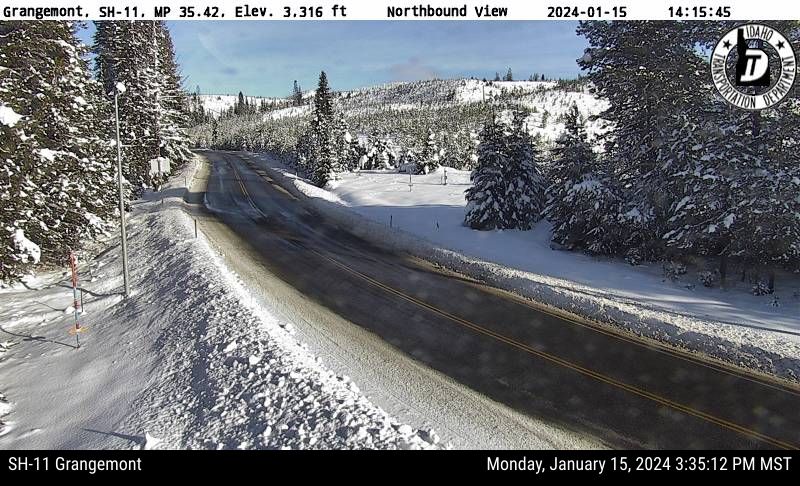 Grangemont, SH-11, MP 35.42, Elev. 3,316 ft Northbound View 2024-01-15 14:15:45
IDAHO
TRANSPORTATION DEPARTMENT
SH-11 Grangemont Monday, January 15, 2024 3:35:12 PM MST